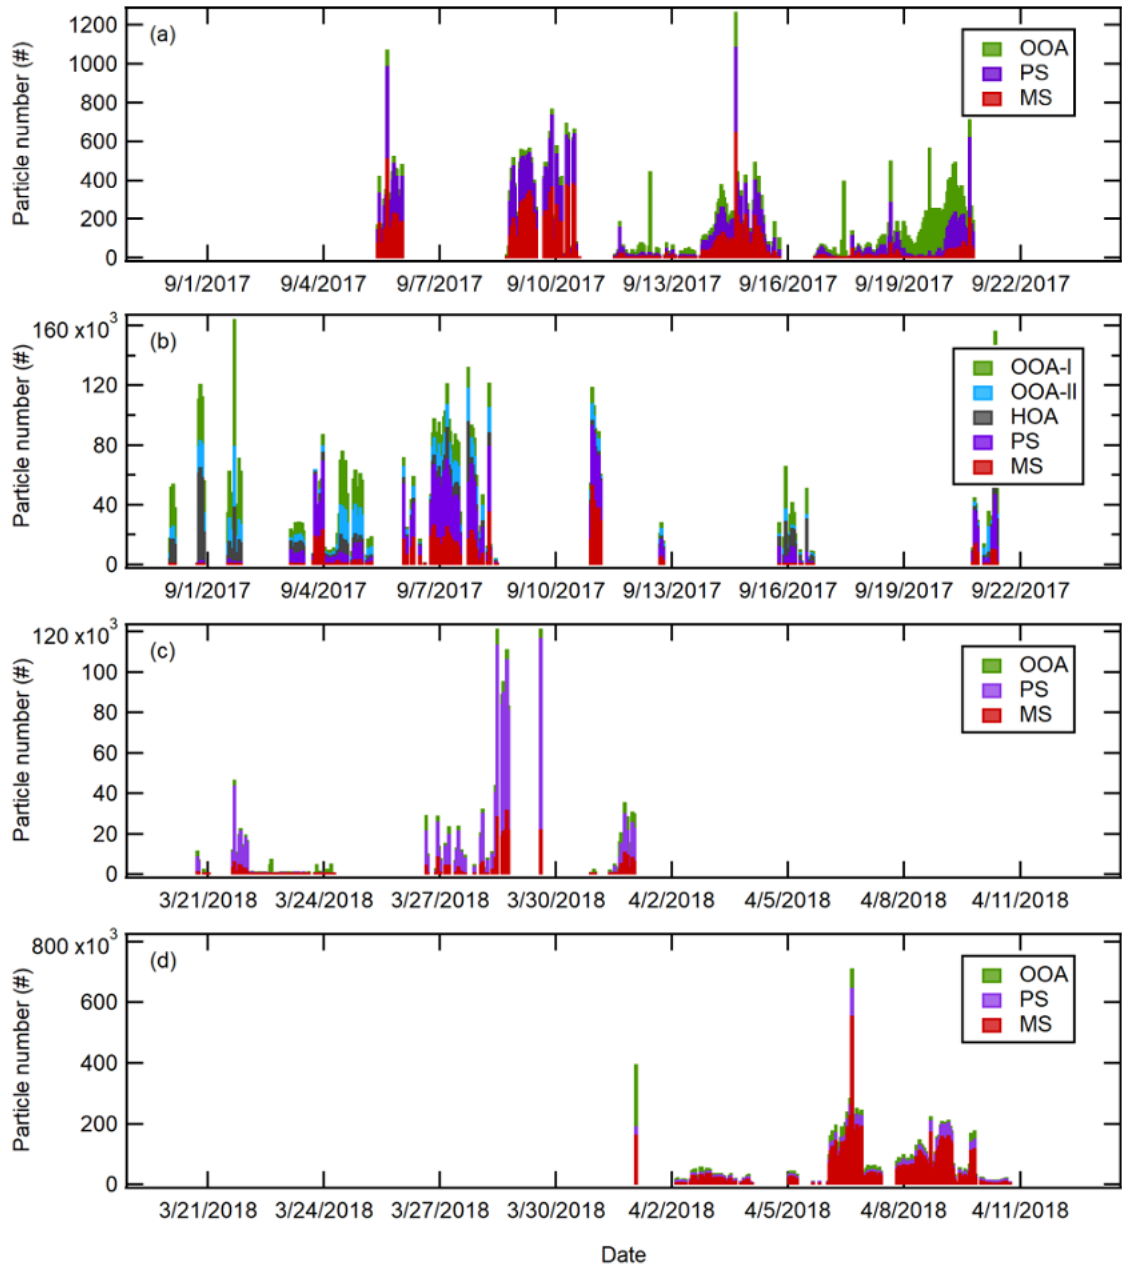 (a)
Particle number (#)
1200
1000
800
600
400
200
0
OOA
PS
MS
9/1/2017 9/4/2017 9/7/2017 9/10/2017 9/13/2017 9/16/2017 9/19/2017 9/22/2017
(b)
Particle number (#)
160 x10³
120
80
40
0
OOA-I
OOA-II
HOA
PS
MS
9/1/2017 9/4/2017 9/7/2017 9/10/2017 9/13/2017 9/16/2017 9/19/2017 9/22/2017
(c)
Particle number (#)
120 x10³
100
80
60
40
20
0
OOA
PS
MS
3/21/2018 3/24/2018 3/27/2018 3/30/2018 4/2/2018 4/5/2018 4/8/2018 4/11/2018
(d)
Particle number (#)
800 x10³
600
400
200
0
OOA
PS
MS
3/21/2018 3/24/2018 3/27/2018 3/30/2018 4/2/2018 4/5/2018 4/8/2018 4/11/2018
Date